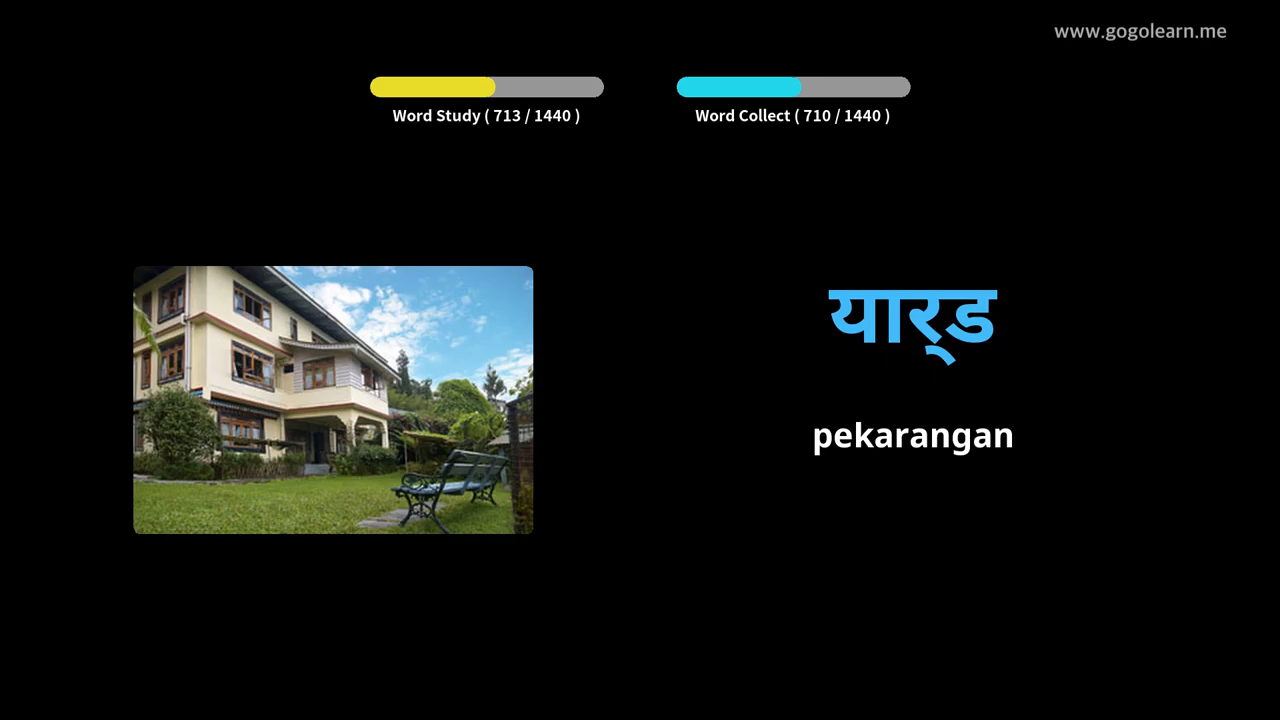 www.gogolearn.me
Word Study ( 713 / 1440 )
Word Collect ( 710 / 1440 )
यार्‍ड
pekarangan